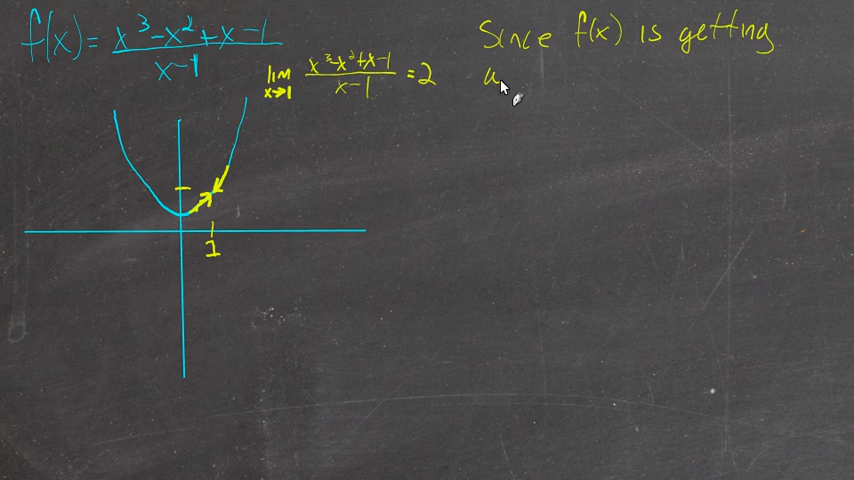 f(x) = x³-x²+x-1 / x-1
lim x→1 x³-x²+x-1 / x-1 = 2
Since f(x) is getting
a
1